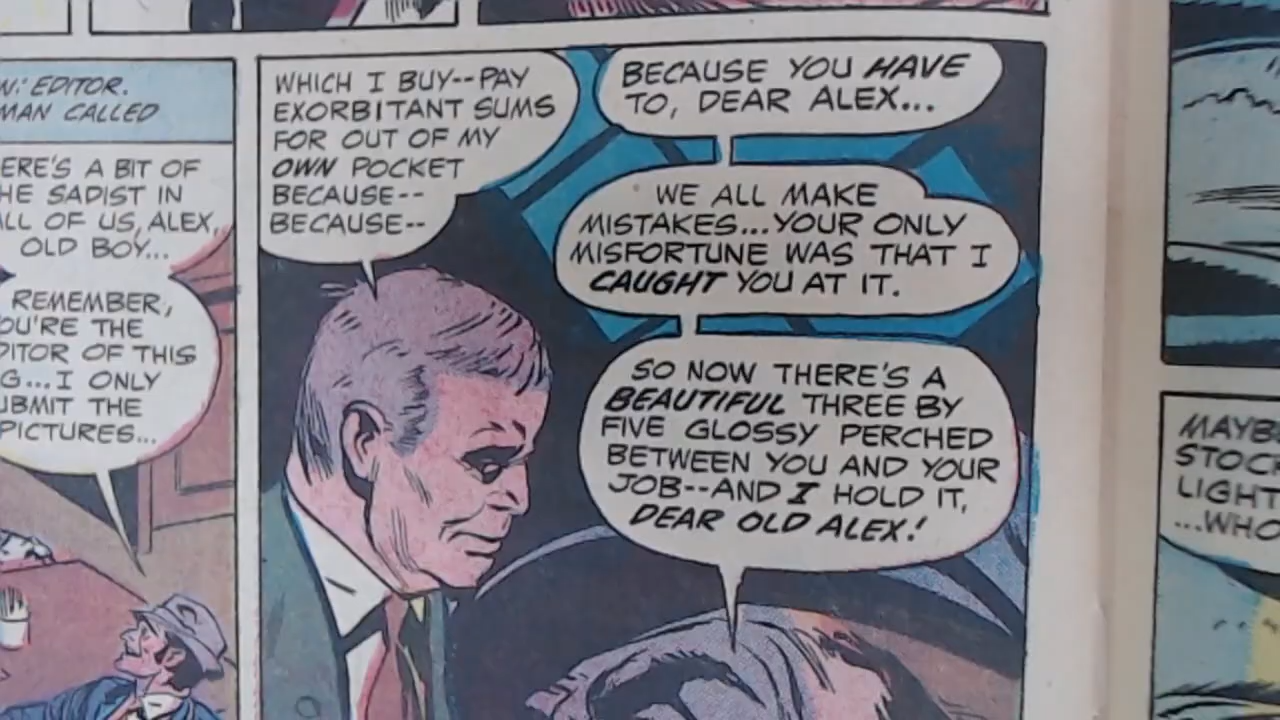 N: EDITOR.
MAN CALLED
ERE'S A BIT OF
HE SADIST IN
ALL OF US, ALEX,
OLD BOY...
REMEMBER,
OU'RE THE
DITOR OF THIS
G...I ONLY
UBMIT THE
PICTURES...
WHICH I BUY--PAY
EXORBITANT SUMS
FOR OUT OF MY
OWN POCKET
BECAUSE--
BECAUSE--
BECAUSE YOU HAVE
TO, DEAR ALEX...
WE ALL MAKE
MISTAKES...YOUR ONLY
MISFORTUNE WAS THAT I
CAUGHT YOU AT IT.
SO NOW THERE'S A
BEAUTIFUL THREE BY
FIVE GLOSSY PERCHED
BETWEEN YOU AND YOUR
JOB--AND I HOLD IT,
DEAR OLD ALEX!
MAYB
STOCK
LIGHT
...WHO